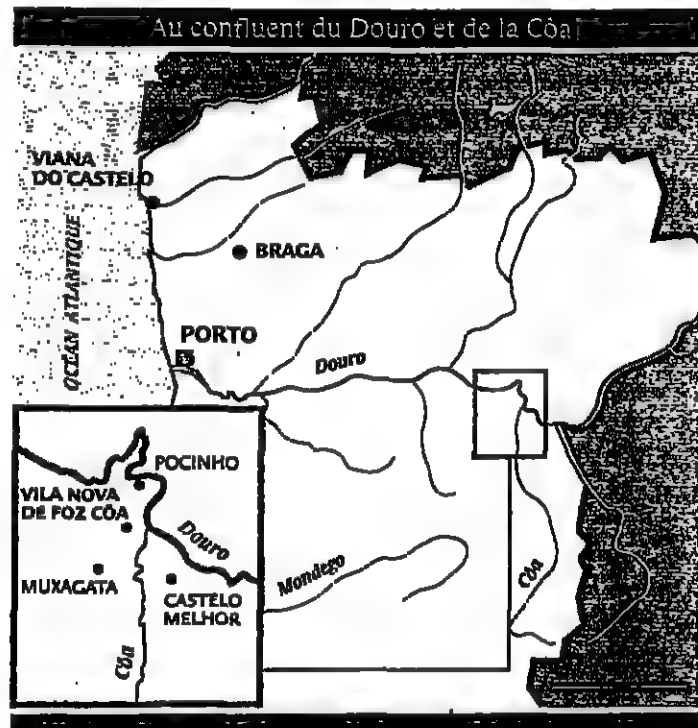 Au confluent du Douro et de la Côa
VIANA
DO CASTELO
OCÉAN ATLANTIQUE
BRAGA
PORTO
Douro
POCINHO
VILA NOVA
DE FOZ CÔA
Douro
MUXAGATA
CASTELO
MELHOR
Côa
Mondego
Côa